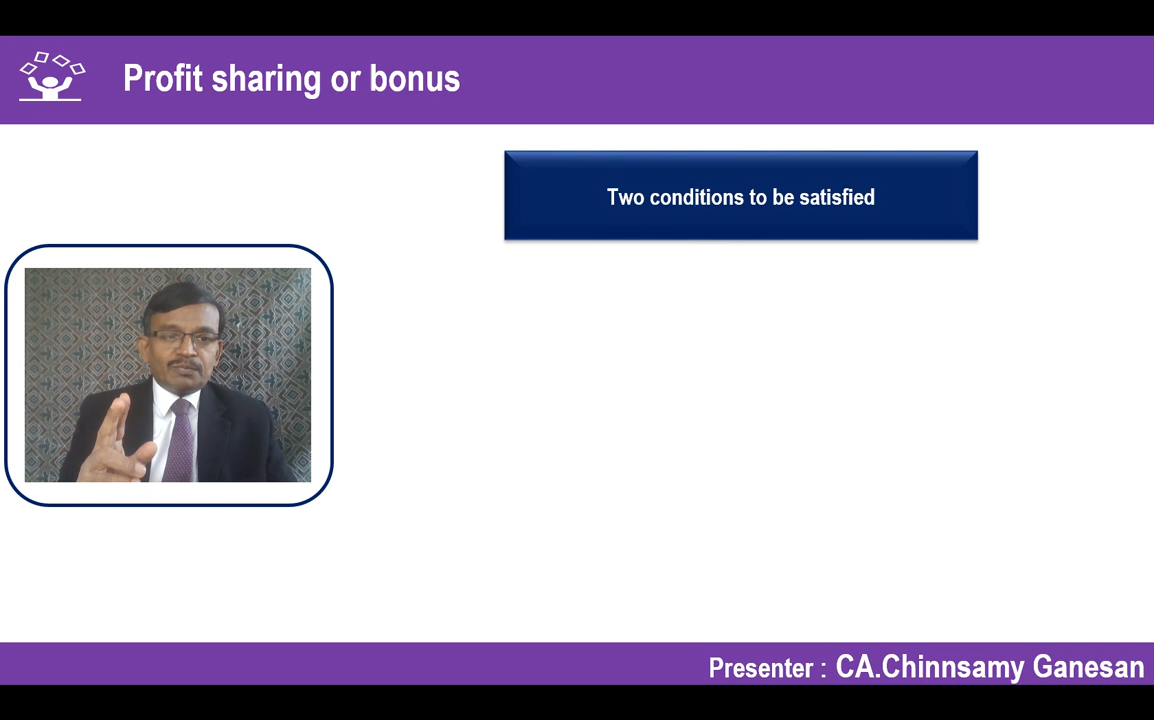 Profit sharing or bonus
Two conditions to be satisfied
Presenter : CA.Chinnsamy Ganesan